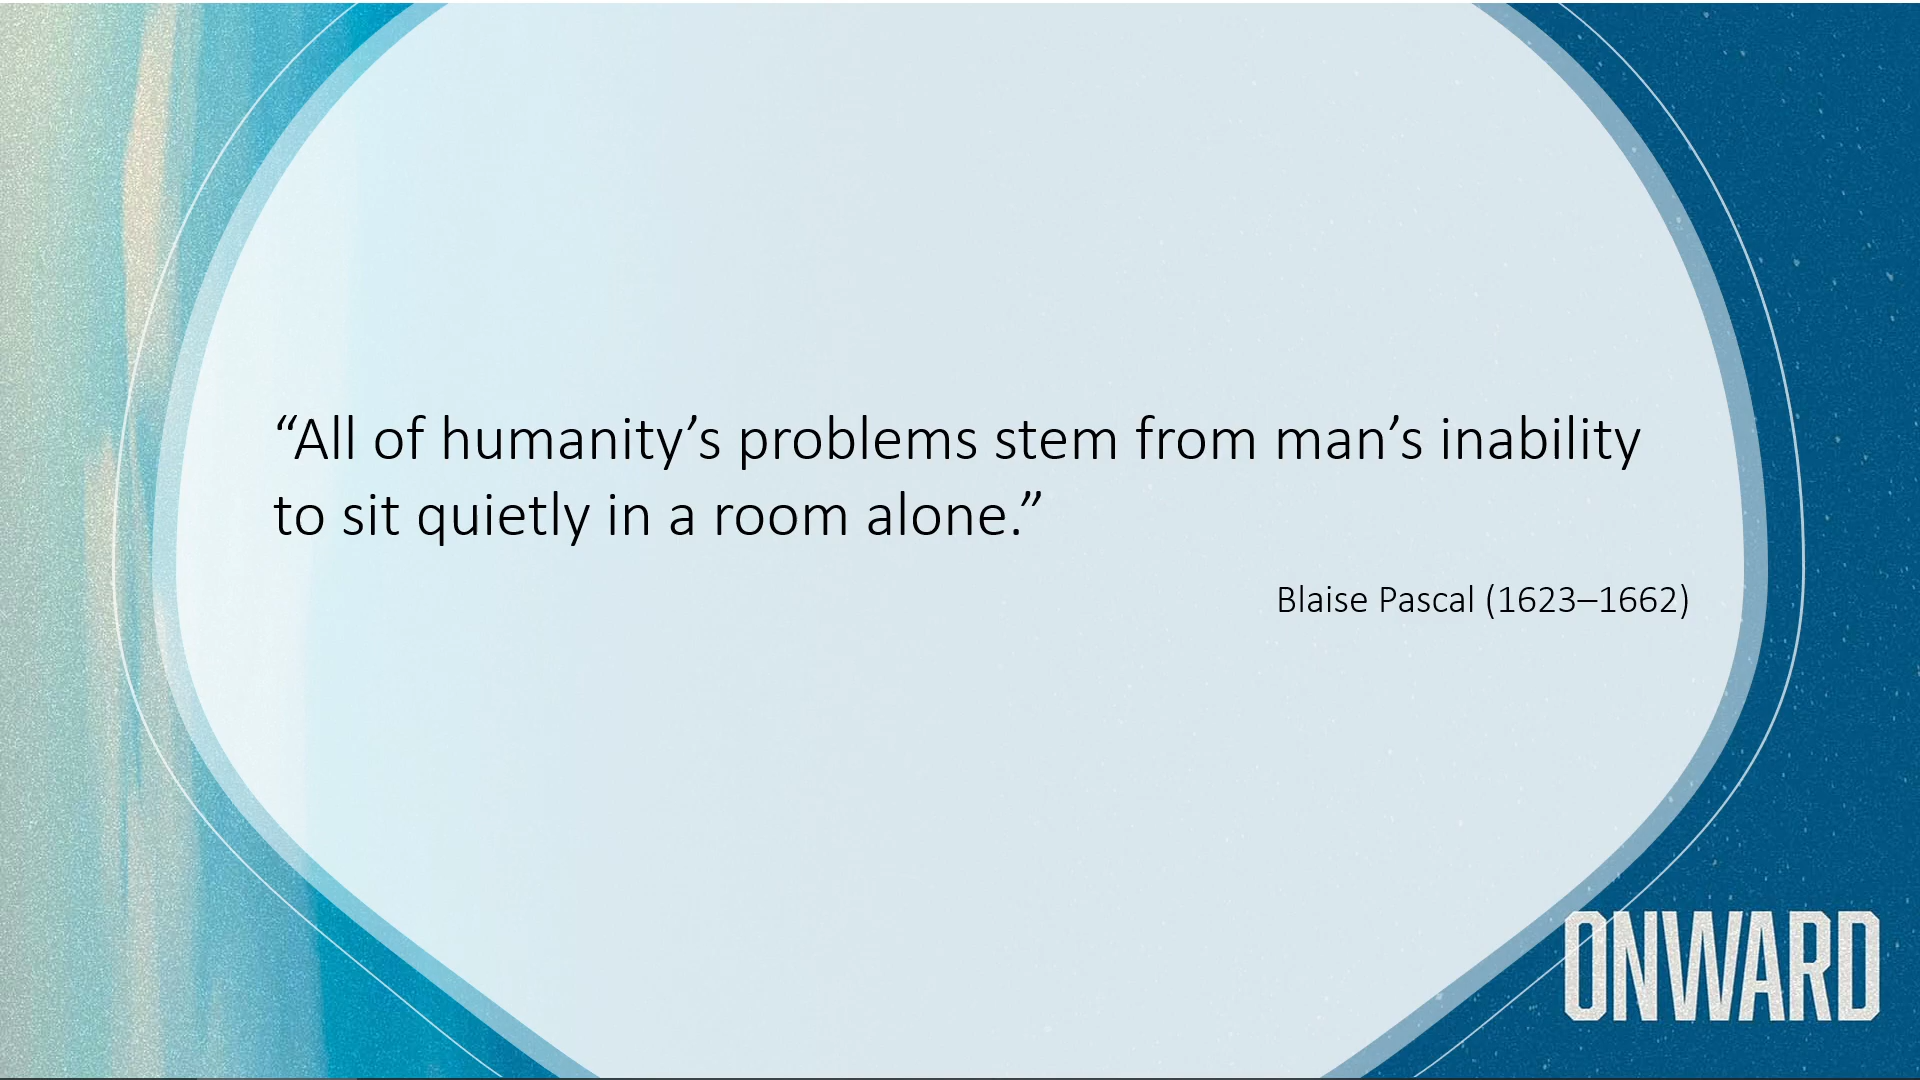 “All of humanity’s problems stem from man’s inability
to sit quietly in a room alone.”
Blaise Pascal (1623–1662)
ONWARD